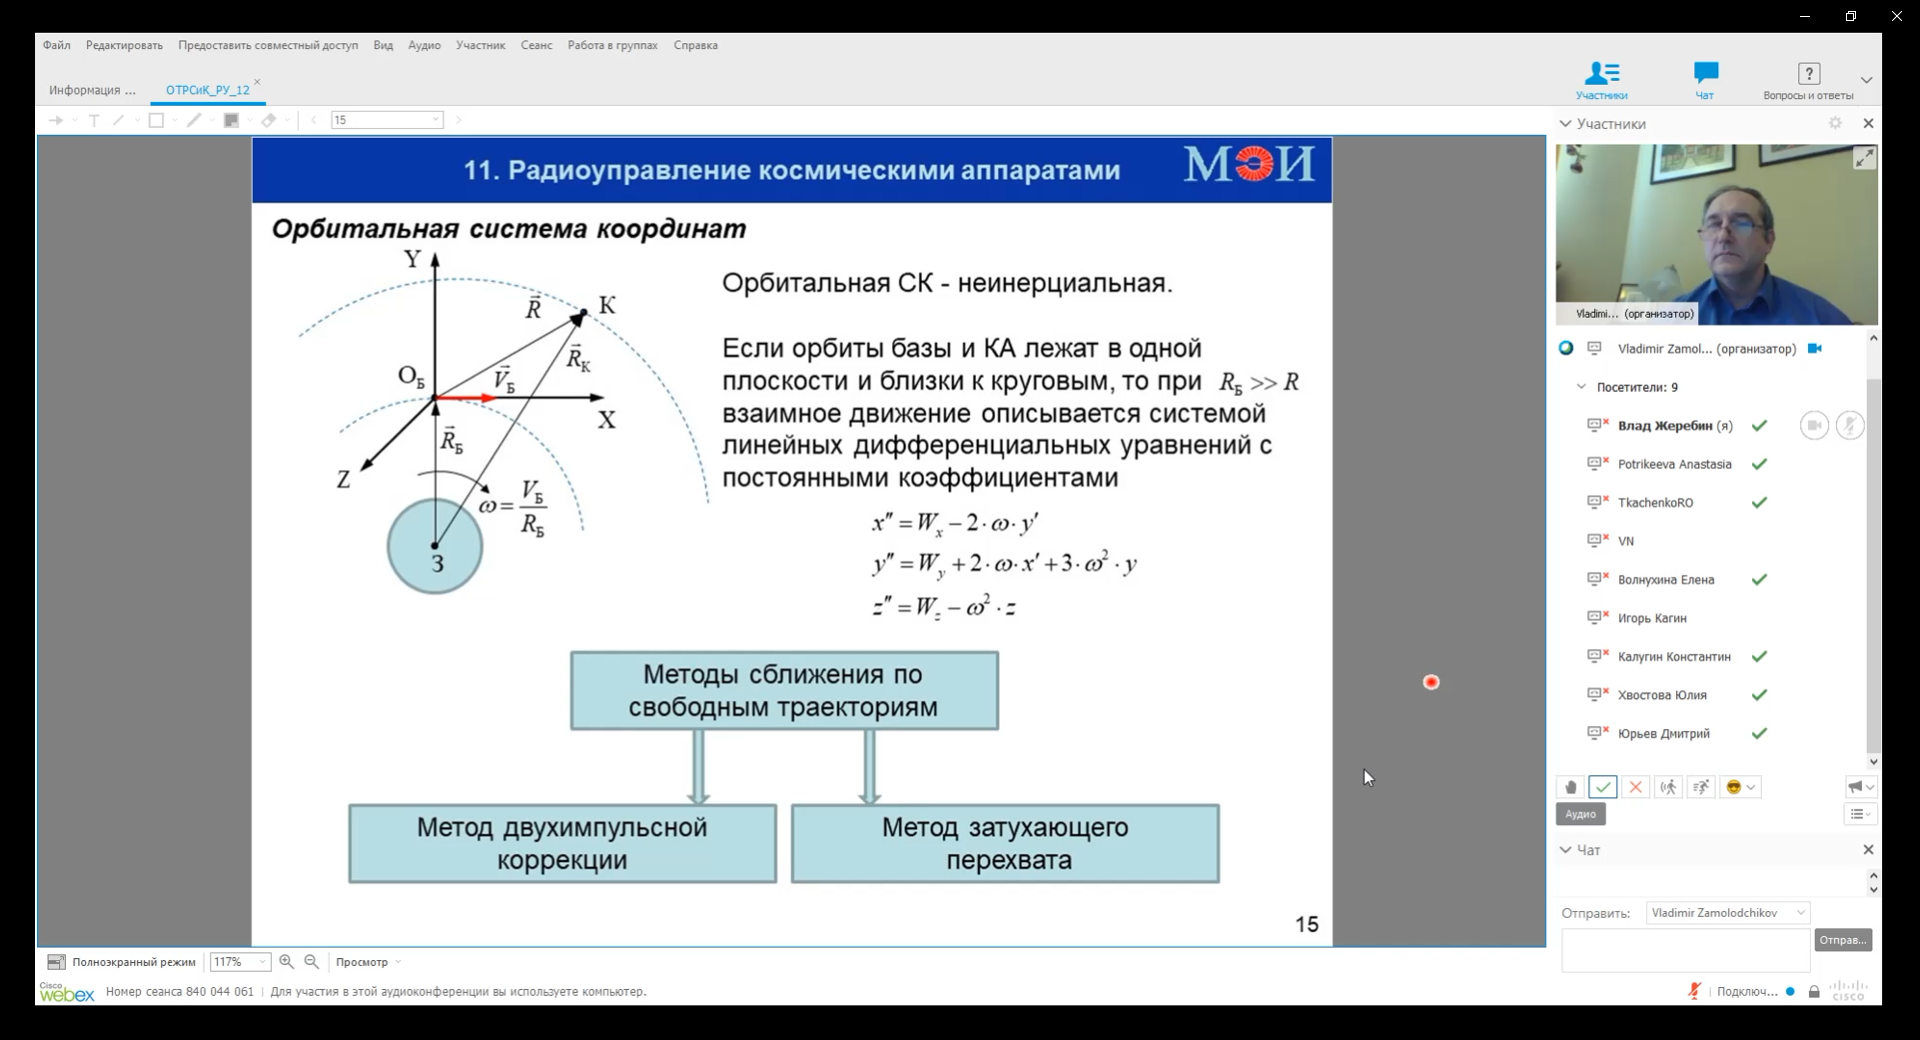 Файл Редактировать Предоставить совместный доступ Вид Аудио Участник Сеанс Работа в группах Справка
Информация ... ОТРСиК_РУ_12
Участники Чат Вопросы и ответы
15
11. Радиоуправление космическими аппаратами МЭИ
Орбитальная система координат
Y
R⃗
К
R⃗К
ОБ
V⃗Б
X
R⃗Б
Z
ω = VБ / RБ
З
Орбитальная СК - неинерциальная.
Если орбиты базы и КА лежат в одной
плоскости и близки к круговым, то при RБ >> R
взаимное движение описывается системой
линейных дифференциальных уравнений с
постоянными коэффициентами
x″ = Wx − 2·ω·y′
y″ = Wy + 2·ω·x′ + 3·ω²·y
z″ = Wz − ω²·z
Методы сближения по
свободным траекториям
Метод двухимпульсной
коррекции
Метод затухающего
перехвата
15
Участники
Vladimi... (организатор)
Vladimir Zamol... (организатор)
Посетители: 9
Влад Жеребин (я)
Potrikeeva Anastasia
TkachenkoRO
VN
Волнухина Елена
Игорь Кагин
Калугин Константин
Хвостова Юлия
Юрьев Дмитрий
Аудио
Чат
Отправить: Vladimir Zamolodchikov
Отправ...
Полноэкранный режим 117% Просмотр
Cisco webex Номер сеанса 840 044 061 | Для участия в этой аудиоконференции вы используете компьютер.
Подключ... CISCO